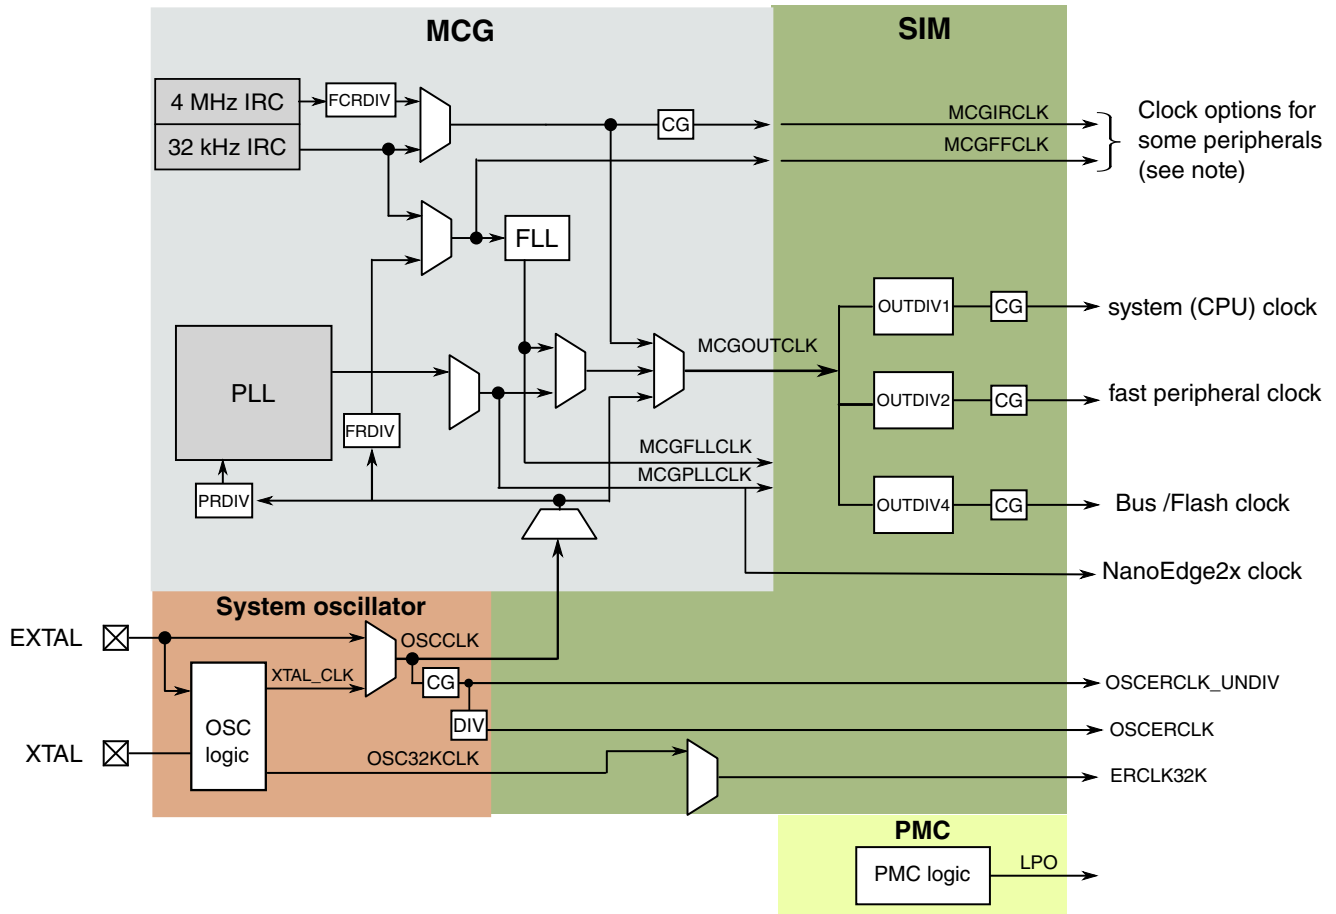 MCG
SIM
4 MHz IRC
FCRDIV
32 kHz IRC
CG
MCGIRCLK
MCGFFCLK
Clock options for
some peripherals
(see note)
FLL
OUTDIV1
CG
system (CPU) clock
MCGOUTCLK
PLL
OUTDIV2
CG
fast peripheral clock
FRDIV
MCGFLLCLK
MCGPLLCLK
PRDIV
OUTDIV4
CG
Bus /Flash clock
NanoEdge2x clock
System oscillator
EXTAL
OSCCLK
XTAL_CLK
CG
OSCERCLK_UNDIV
OSC
logic
DIV
OSCERCLK
XTAL
OSC32KCLK
ERCLK32K
PMC
PMC logic
LPO